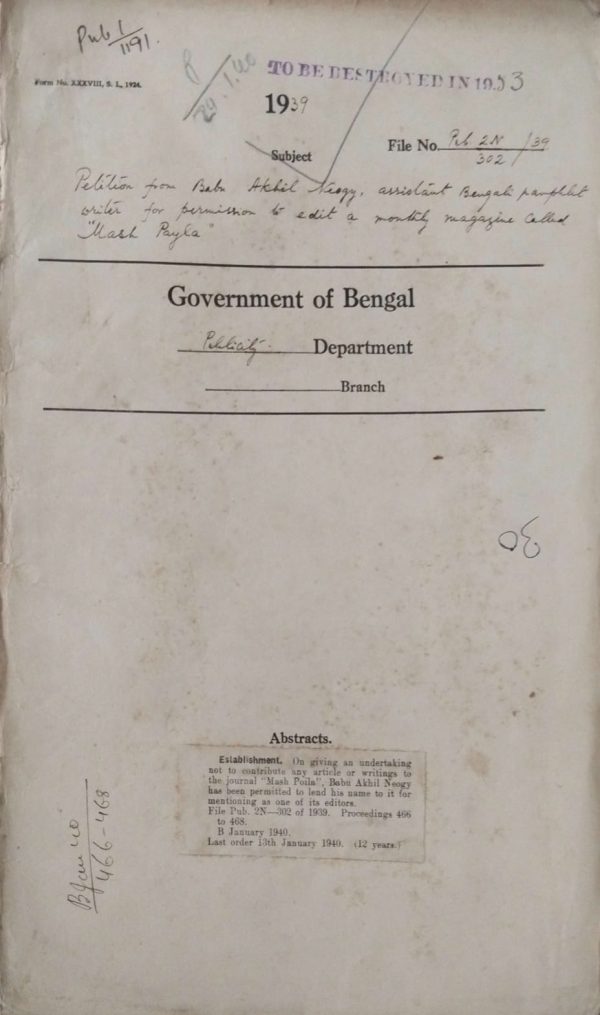 Pub 1/1191.
Form No. XXXVIII, S. I., 1934.
TO BE DESTROYED IN 1953
1939
29.1.40
Subject
File No. Pub. 2N/302 /39
Petition from Babu Akhil Neogy, assistant Bengali pamphlet
writer for permission to edit a monthly magazine called
"Mash Payla"
Government of Bengal
Publicity Department
Branch
Abstracts.
Establishment. On giving an undertaking
not to contribute any article or writings to
the journal "Mash Poila", Babu Akhil Neogy
has been permitted to lend his name to it for
mentioning as one of its editors.
File Pub. 2N—302 of 1939. Proceedings 466
to 468.
B January 1940.
Last order 13th January 1940. (12 years.)
B Jan 40
466-468